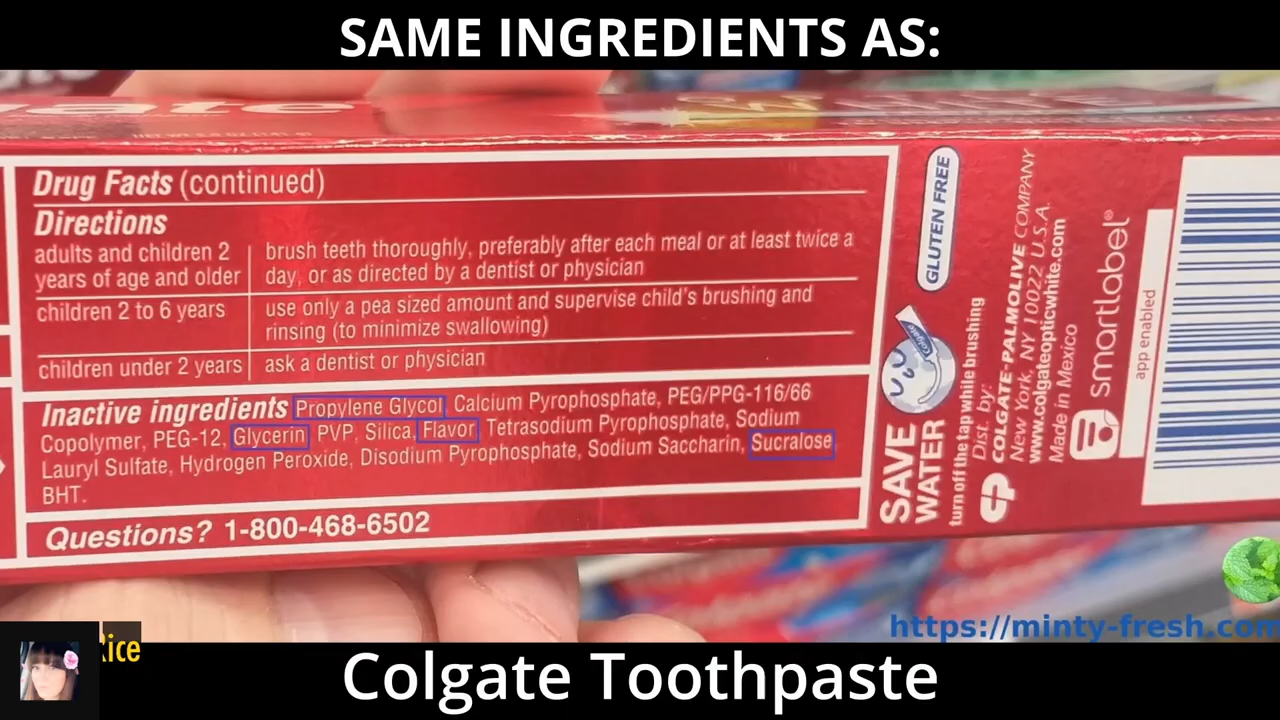 SAME INGREDIENTS AS:
Drug Facts (continued)
Directions
adults and children 2
years of age and older
brush teeth thoroughly, preferably after each meal or at least twice a
day, or as directed by a dentist or physician
children 2 to 6 years
use only a pea sized amount and supervise child's brushing and
rinsing (to minimize swallowing)
children under 2 years
ask a dentist or physician
Inactive ingredients Propylene Glycol, Calcium Pyrophosphate, PEG/PPG-116/66
Copolymer, PEG-12, Glycerin, PVP, Silica, Flavor, Tetrasodium Pyrophosphate, Sodium
Lauryl Sulfate, Hydrogen Peroxide, Disodium Pyrophosphate, Sodium Saccharin, Sucralose,
BHT.
Questions? 1-800-468-6502
GLUTEN FREE
Colgate
SAVE
WATER
turn off the tap while brushing
Dist. by:
COLGATE-PALMOLIVE COMPANY
New York, NY 10022 U.S.A.
www.colgateopticwhite.com
Made in Mexico
smartlabel®
app enabled
https://minty-fresh.com
Rice
Colgate Toothpaste